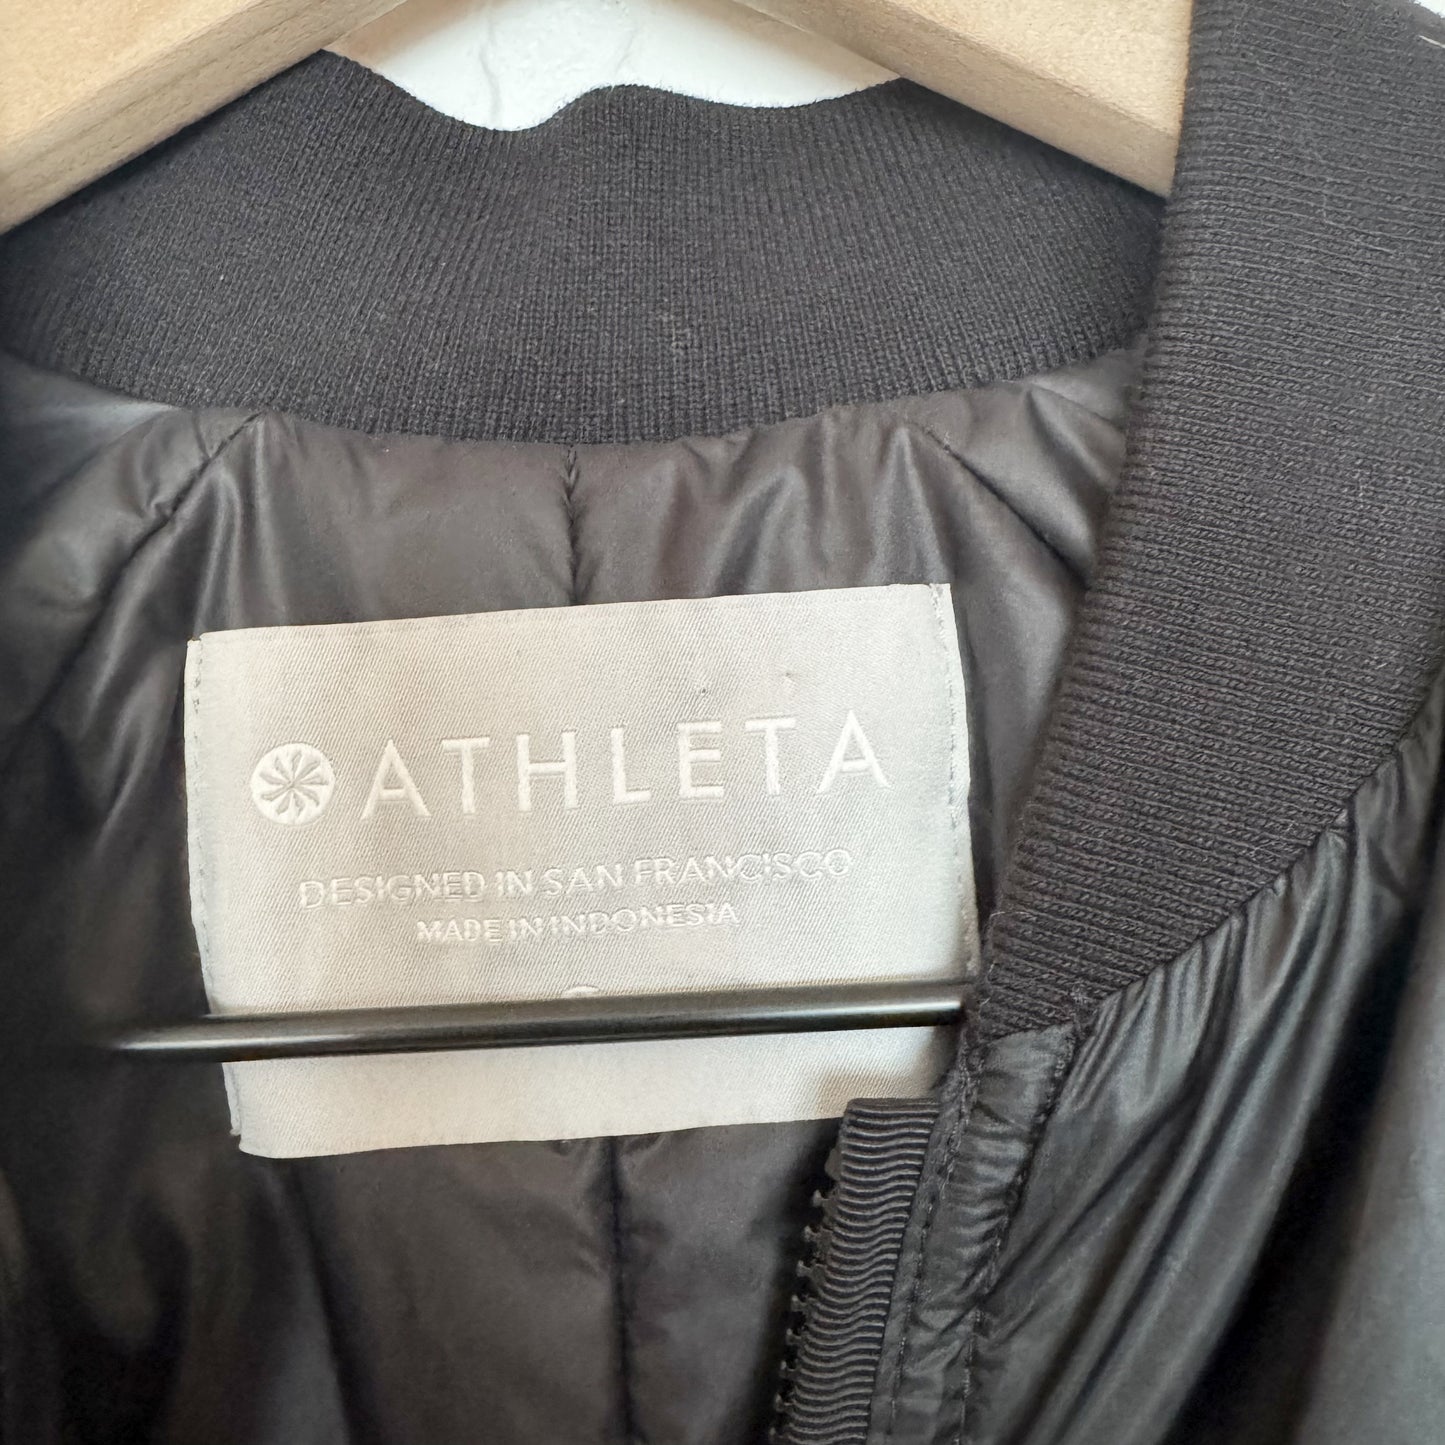 ATHLETA
DESIGNED IN SAN FRANCISCO
MADE IN INDONESIA